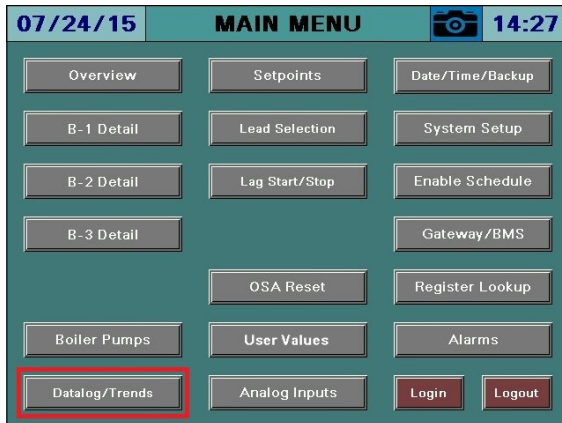 07/24/15 MAIN MENU 14:27
Overview Setpoints Date/Time/Backup
B-1 Detail Lead Selection System Setup
B-2 Detail Lag Start/Stop Enable Schedule
B-3 Detail Gateway/BMS
OSA Reset Register Lookup
Boiler Pumps User Values Alarms
Datalog/Trends Analog Inputs Login Logout